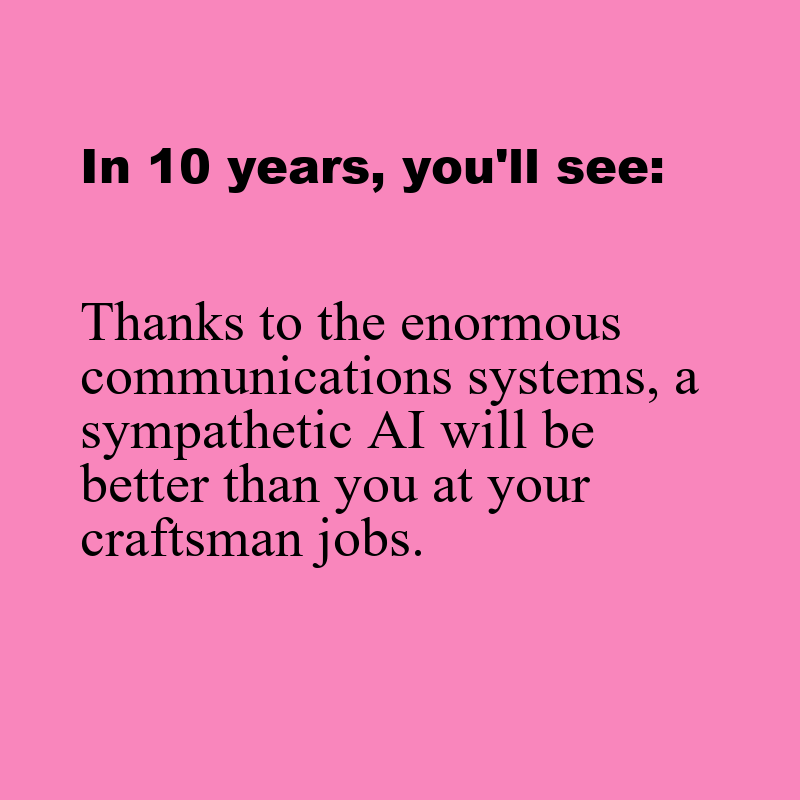 In 10 years, you'll see:
Thanks to the enormous
communications systems, a
sympathetic AI will be
better than you at your
craftsman jobs.